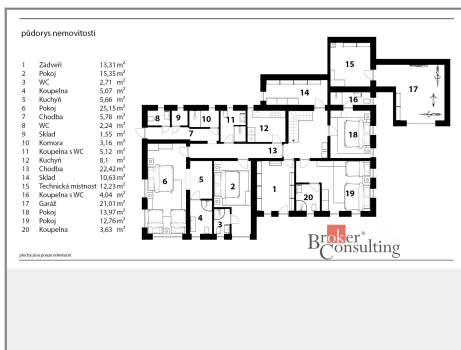 půdorys nemovitosti
1 Zádveří 13,31 m²
2 Pokoj 15,35 m²
3 WC 2,71 m²
4 Koupelna 5,07 m²
5 Kuchyň 5,66 m²
6 Pokoj 25,15 m²
7 Chodba 5,78 m²
8 WC 2,24 m²
9 Sklad 1,55 m²
10 Komora 3,16 m²
11 Koupelna s WC 5,12 m²
12 Kuchyň 8,1 m²
13 Chodba 22,42 m²
14 Sklad 10,63 m²
15 Technická místnost 12,23 m²
16 Koupelna s WC 4,04 m²
17 Garáž 21,01 m²
18 Pokoj 13,97 m²
19 Pokoj 12,76 m²
20 Koupelna 3,63 m²
15
14
16
17
8
9
10
11
12
18
7
13
6
5
2
1
20
19
4
3
Broker®
Consulting
plochy jsou pouze orientační